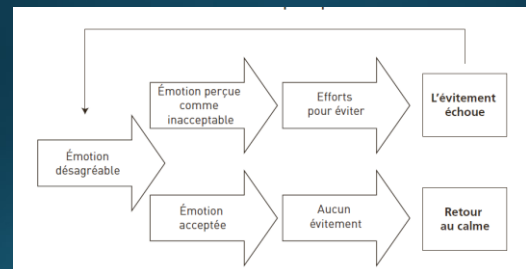 Émotion perçue
comme
inacceptable
Efforts
pour éviter
L'évitement
échoue
Émotion
désagréable
Émotion
acceptée
Aucun
évitement
Retour
au calme